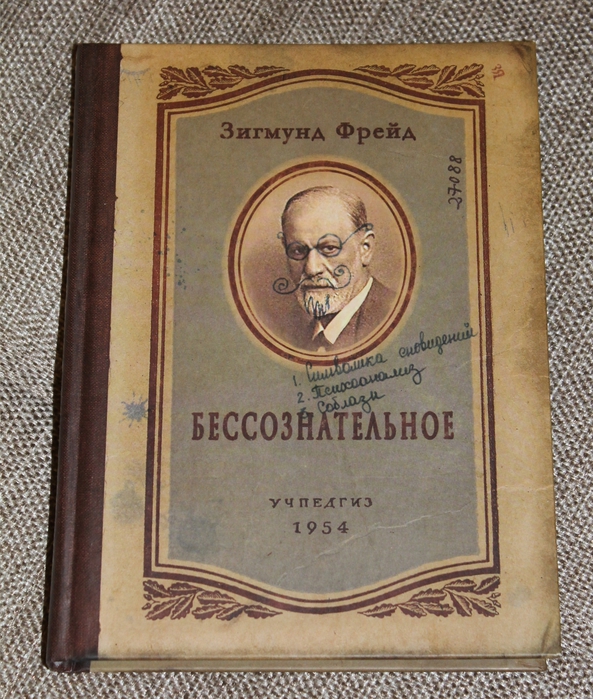 Зигмунд Фрейд
27088
1. Символика сновидений
2. Психоанализ
3. Соблазн
БЕССОЗНАТЕЛЬНОЕ
УЧПЕДГИЗ
1954